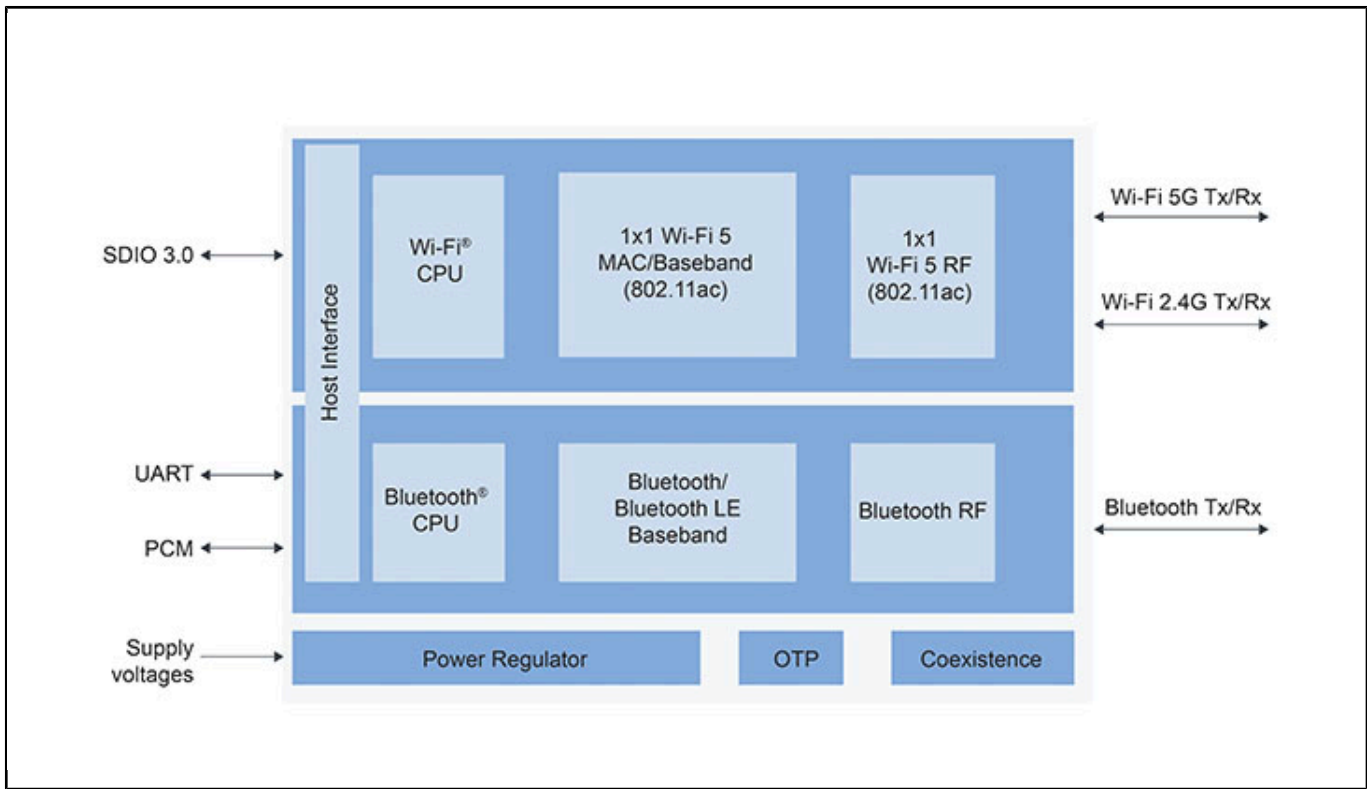 SDIO 3.0
UART
PCM
Supply
voltages
Host Interface
Wi-Fi®
CPU
1x1 Wi-Fi 5
MAC/Baseband
(802.11ac)
1x1
Wi-Fi 5 RF
(802.11ac)
Bluetooth®
CPU
Bluetooth/
Bluetooth LE
Baseband
Bluetooth RF
Power Regulator
OTP
Coexistence
Wi-Fi 5G Tx/Rx
Wi-Fi 2.4G Tx/Rx
Bluetooth Tx/Rx